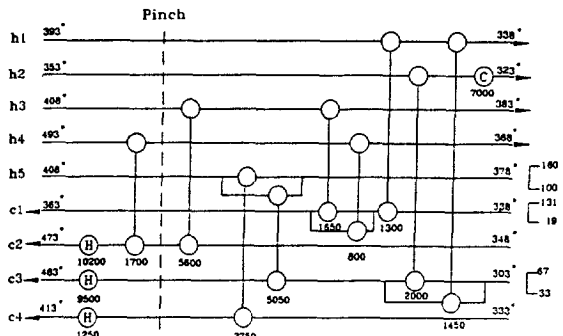 Pinch
h1 393° 338°
h2 353° C 323°
7000
h3 408° 383°
h4 493° 368°
h5 408° 378° 160
100
c1 363° 328° 131
1650 1300 19
800
c2 473° H 348°
10200 1700 5600
c3 483° H 303° 67
9500 5050 2000 33
c4 413° H 333°
1250 1450